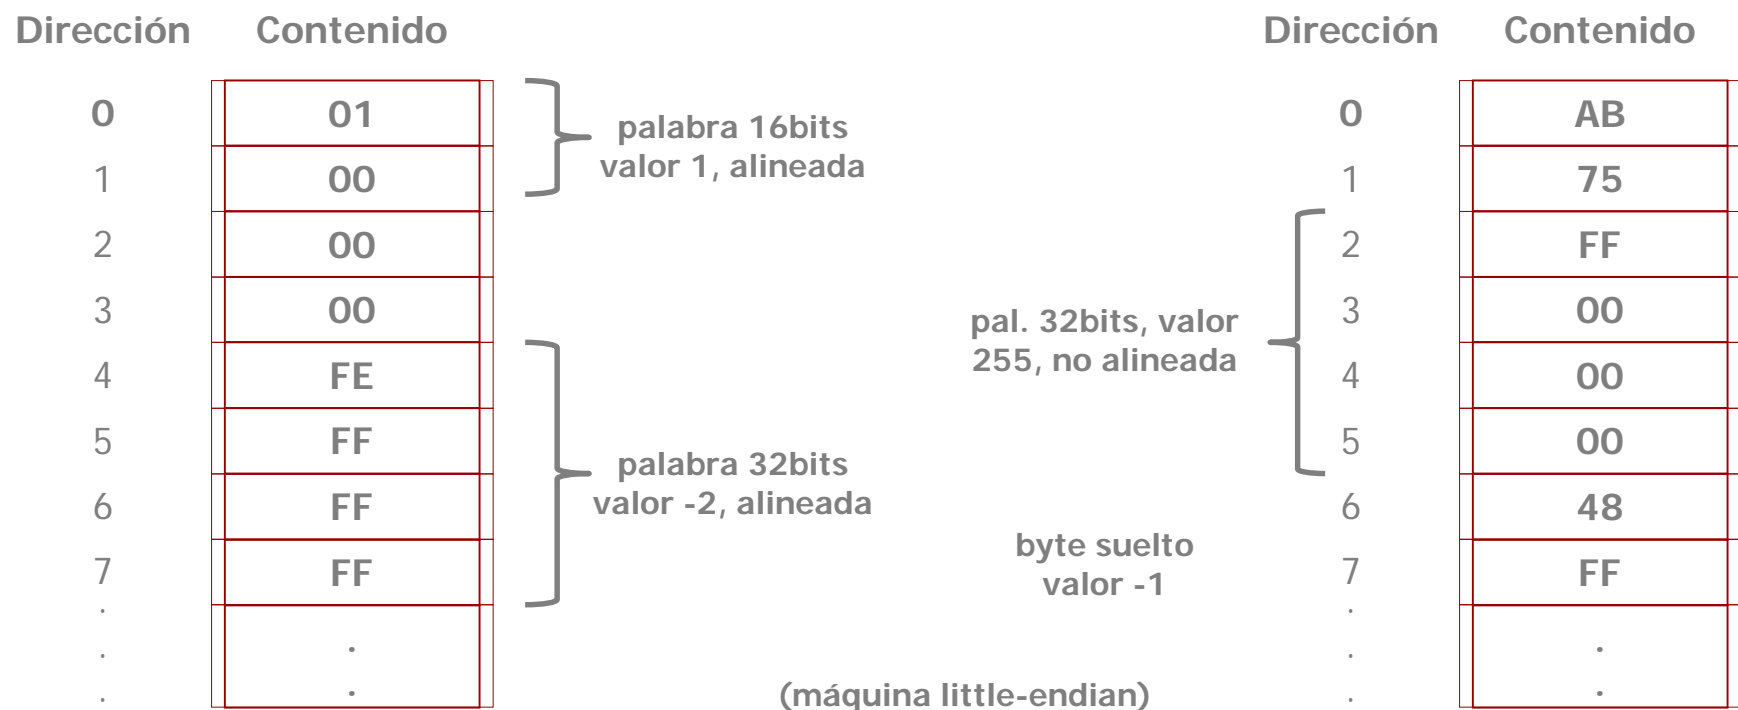 Dirección Contenido Dirección Contenido
0 01 0 AB
palabra 16bits
valor 1, alineada
1 00 1 75
2 00 2 FF
3 00 3 00
pal. 32bits, valor
255, no alineada
4 FE 4 00
5 FF 5 00
palabra 32bits
valor -2, alineada
6 FF 6 48
byte suelto
valor -1
7 FF 7 FF
. .
. . . .
. . (máquina little-endian) . .